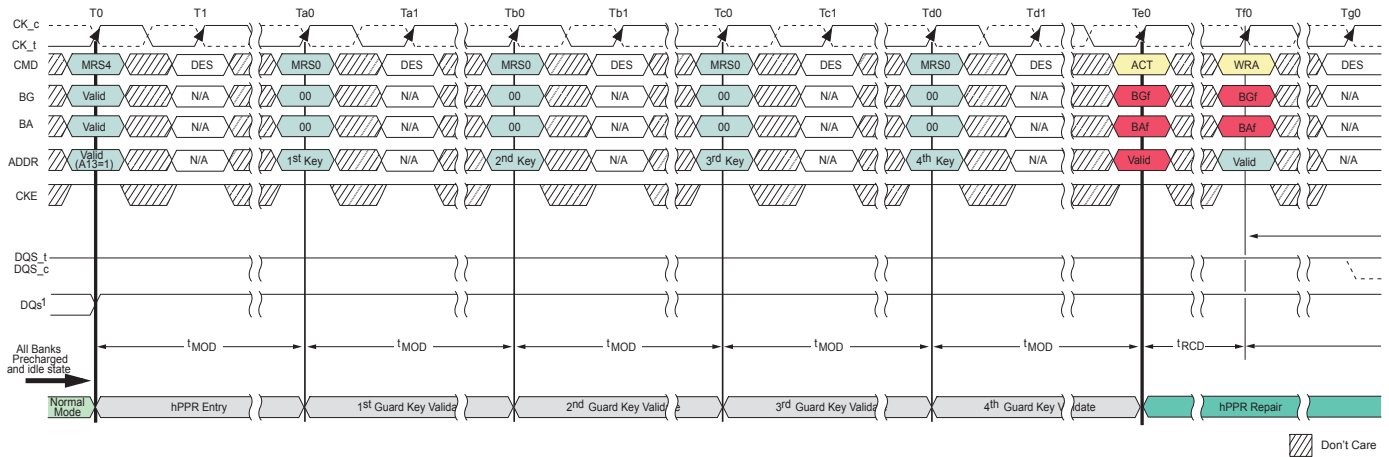 T0 T1 Ta0 Ta1 Tb0 Tb1 Tc0 Tc1 Td0 Td1 Te0 Tf0 Tg0
CK_c
CK_t
CMD MRS4 DES MRS0 DES MRS0 DES MRS0 DES MRS0 DES ACT WRA DES
BG Valid N/A 00 N/A 00 N/A 00 N/A 00 N/A BGf BGf N/A
BA Valid N/A 00 N/A 00 N/A 00 N/A 00 N/A BAf BAf N/A
ADDR Valid (A13=1) N/A 1st Key N/A 2nd Key N/A 3rd Key N/A 4th Key N/A Valid Valid N/A
CKE
DQS_t
DQS_c
DQs1
tMOD tMOD tMOD tMOD tMOD tRCD
All Banks
Precharged
and idle state
Normal Mode hPPR Entry 1st Guard Key Valida 2nd Guard Key Valid e 3rd Guard Key Validat 4th Guard Key V idate hPPR Repair
Don't Care